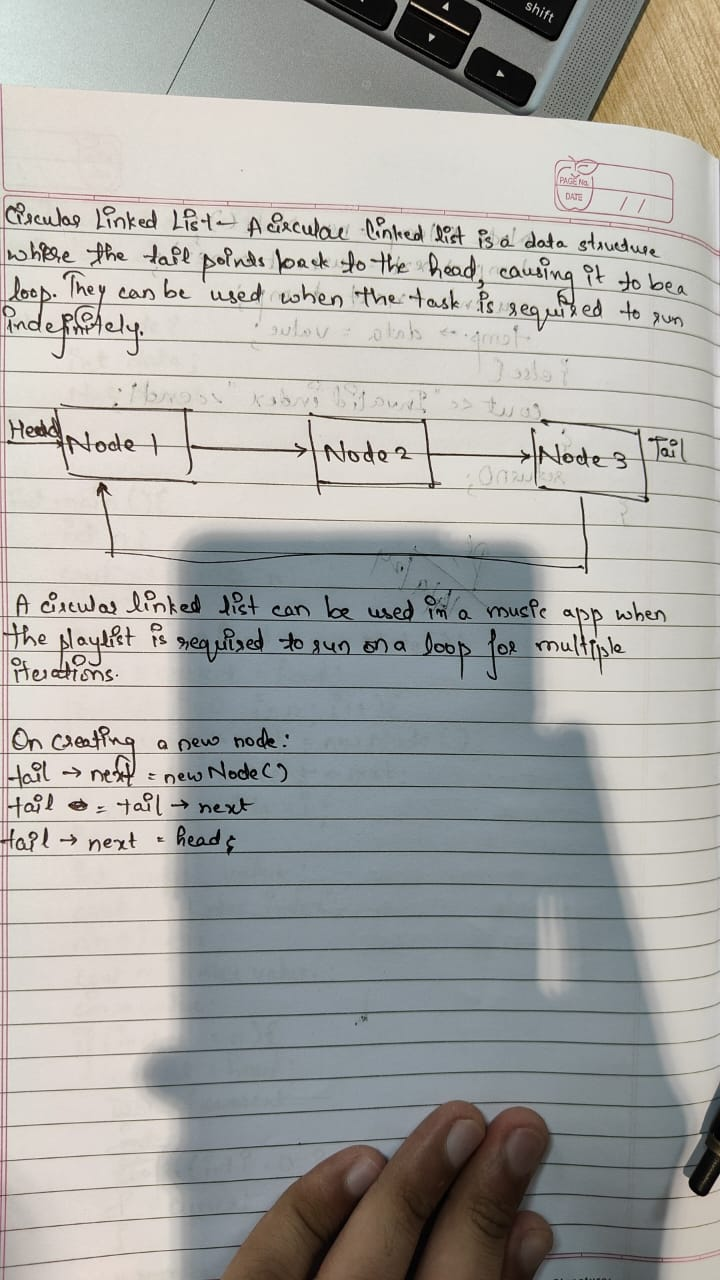 shift
PAGE No.
DATE
/ /
Circular Linked List - A circular linked list is a data structure
where the tail points back to the head, causing it to be a
loop. They can be used when the task is required to run
indefinitely.
Head
Node 1
Node 2
Node 3
Tail
A circular linked list can be used in a music app when
the playlist is required to run on a loop for multiple
iterations.
On creating a new node:
tail → next = new Node()
tail = tail → next
tail → next = head;